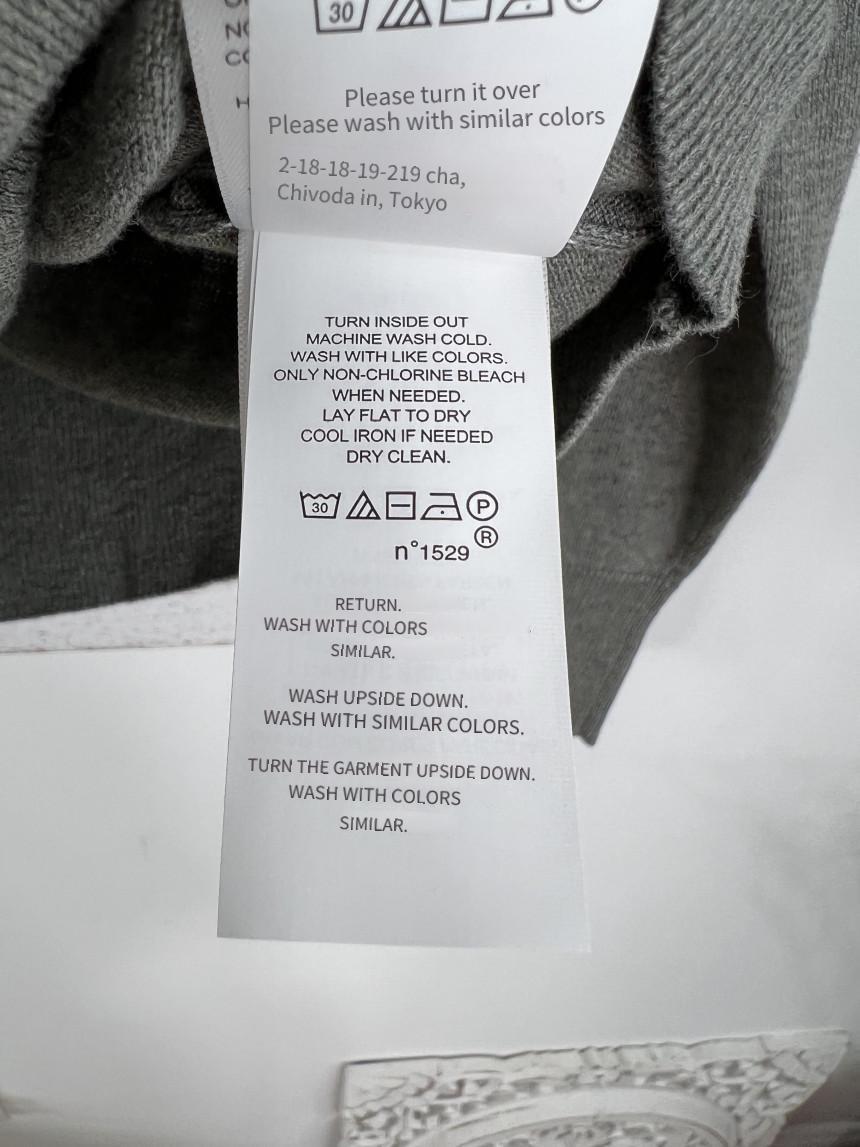 30
Please turn it over
Please wash with similar colors
2-18-18-19-219 cha,
Chivoda in, Tokyo
TURN INSIDE OUT
MACHINE WASH COLD.
WASH WITH LIKE COLORS.
ONLY NON-CHLORINE BLEACH
WHEN NEEDED.
LAY FLAT TO DRY
COOL IRON IF NEEDED
DRY CLEAN.
30 P
n°1529 ®
RETURN.
WASH WITH COLORS
SIMILAR.
WASH UPSIDE DOWN.
WASH WITH SIMILAR COLORS.
TURN THE GARMENT UPSIDE DOWN.
WASH WITH COLORS
SIMILAR.